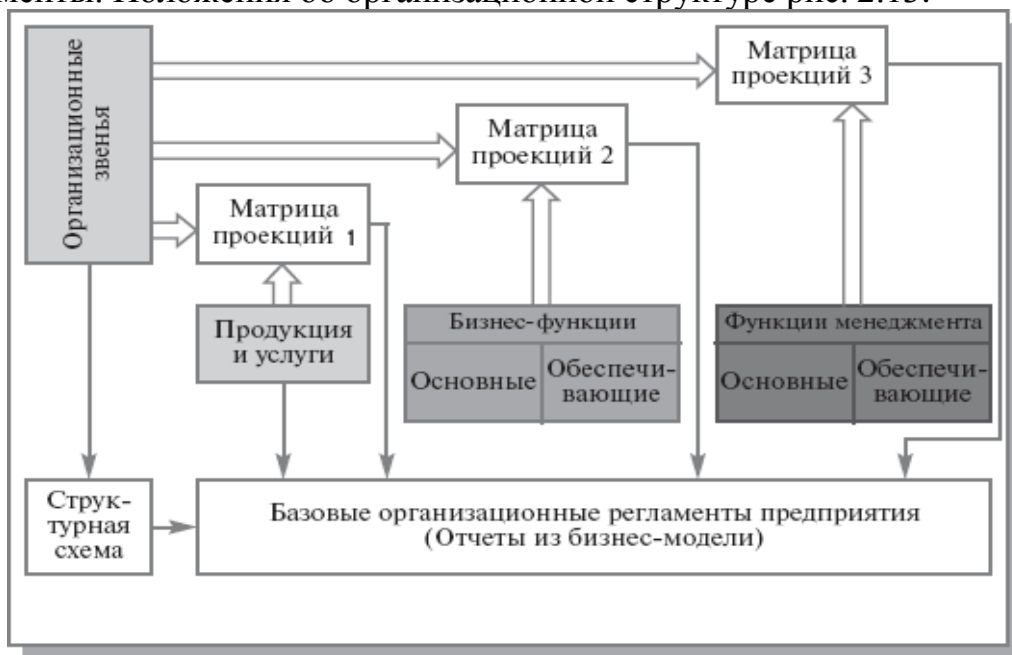 менты. Положения об организационной структуре рис. 2.15.
Организационные
звенья
Матрица
проекций 3
Матрица
проекций 2
Матрица
проекций 1
Продукция
и услуги
Бизнес-функции
Основные
Обеспечи-
вающие
Функции менеджмента
Основные
Обеспечи-
вающие
Струк-
турная
схема
Базовые организационные регламенты предприятия
(Отчеты из бизнес-модели)